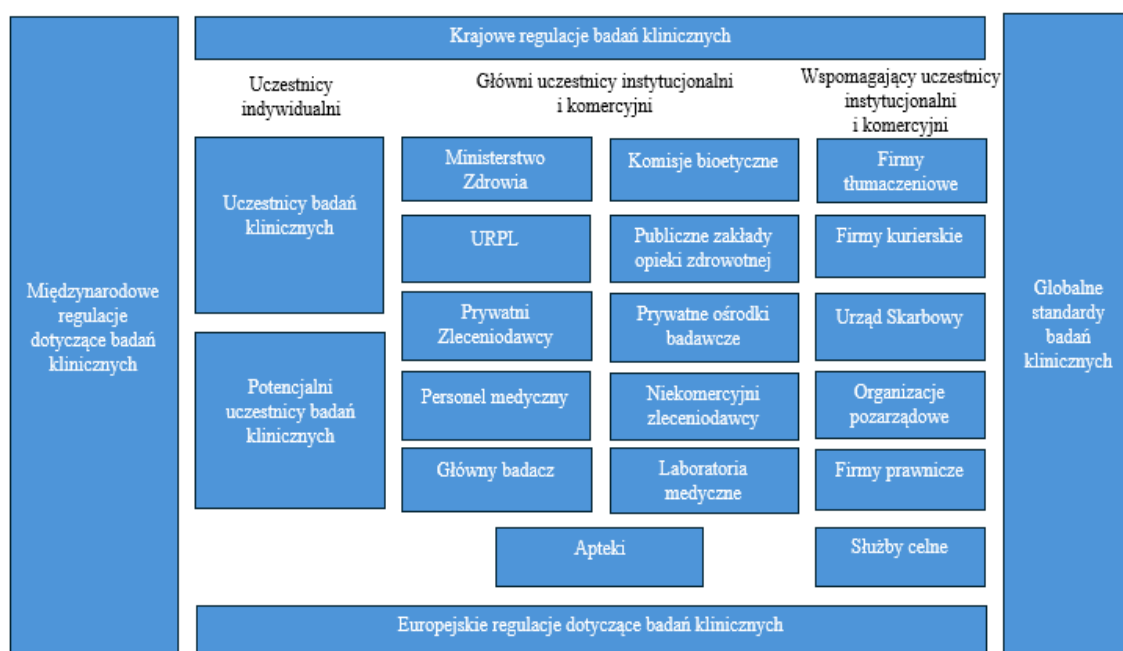 Krajowe regulacje badań klinicznych
Uczestnicy
indywidualni
Główni uczestnicy instytucjonalni
i komercyjni
Wspomagający uczestnicy
instytucjonalni
i komercyjni
Międzynarodowe
regulacje
dotyczące badań
klinicznych
Uczestnicy badań
klinicznych
Potencjalni
uczestnicy badań
klinicznych
Ministerstwo
Zdrowia
Komisje bioetyczne
Firmy
tłumaczeniowe
URPL
Publiczne zakłady
opieki zdrowotnej
Firmy kurierskie
Prywatni
Zleceniodawcy
Prywatne ośrodki
badawcze
Urząd Skarbowy
Personel medyczny
Niekomercyjni
zleceniodawcy
Organizacje
pozarządowe
Główny badacz
Laboratoria
medyczne
Firmy prawnicze
Apteki
Służby celne
Globalne
standardy
badań
klinicznych
Europejskie regulacje dotyczące badań klinicznych